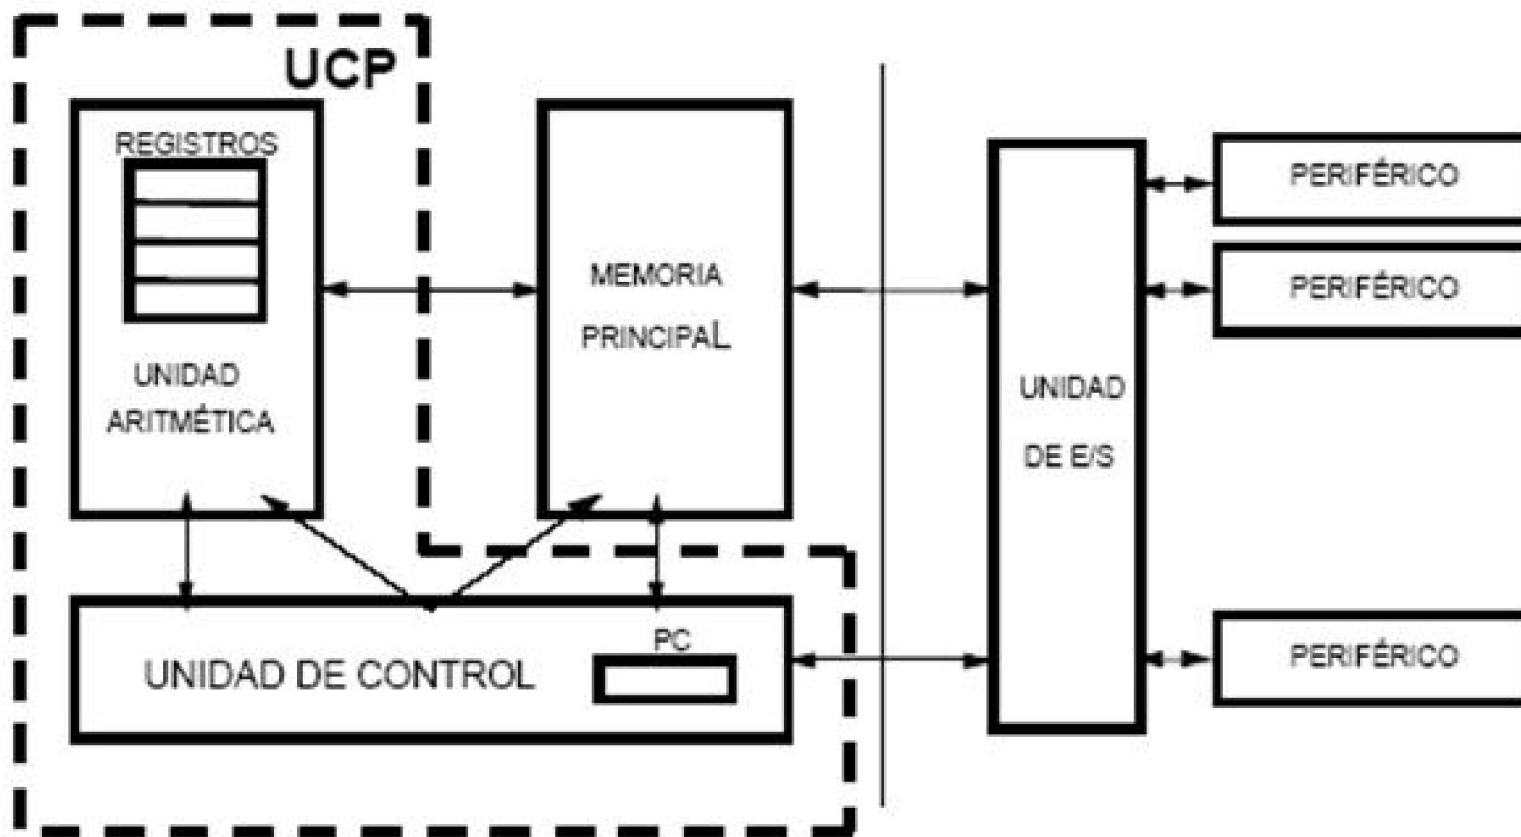 UCP
REGISTROS
UNIDAD
ARITMÉTICA
MEMORIA
PRINCIPAL
UNIDAD DE CONTROL
PC
UNIDAD
DE E/S
PERIFÉRICO
PERIFÉRICO
PERIFÉRICO